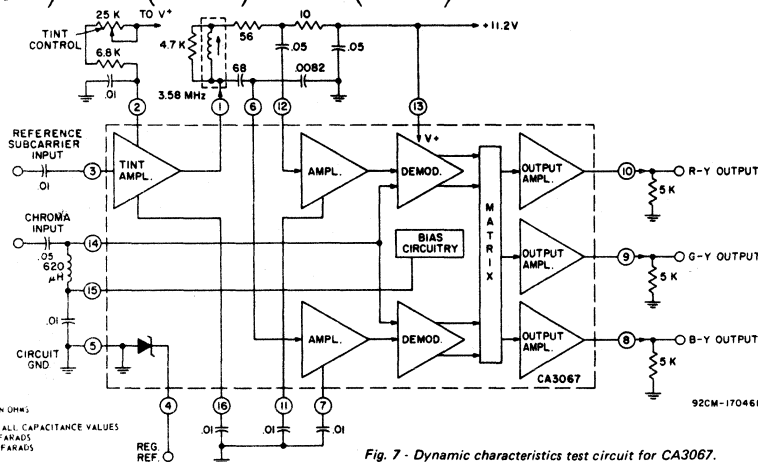 25 K
TO V+
TINT
CONTROL
6.8 K
.01
4.7 K
3.58 MHz
56
10
.05
.05
68
.0082
+11.2V
2
1
6
12
13
V+
REFERENCE
SUBCARRIER
INPUT
.01
3
TINT
AMPL.
AMPL.
DEMOD.
MATRIX
OUTPUT
AMPL.
10
R-Y OUTPUT
5 K
CHROMA
INPUT
.05
14
620
µH
15
BIAS
CIRCUITRY
OUTPUT
AMPL.
9
G-Y OUTPUT
5 K
.01
5
CIRCUIT
GND.
AMPL.
DEMOD.
OUTPUT
AMPL.
8
B-Y OUTPUT
5 K
CA3067
4
16
11
7
.01
.01
.01
REG.
REF.
OHMS
ALL CAPACITANCE VALUES
FARADS
FARADS
92CM-17046
Fig. 7 - Dynamic characteristics test circuit for CA3067.